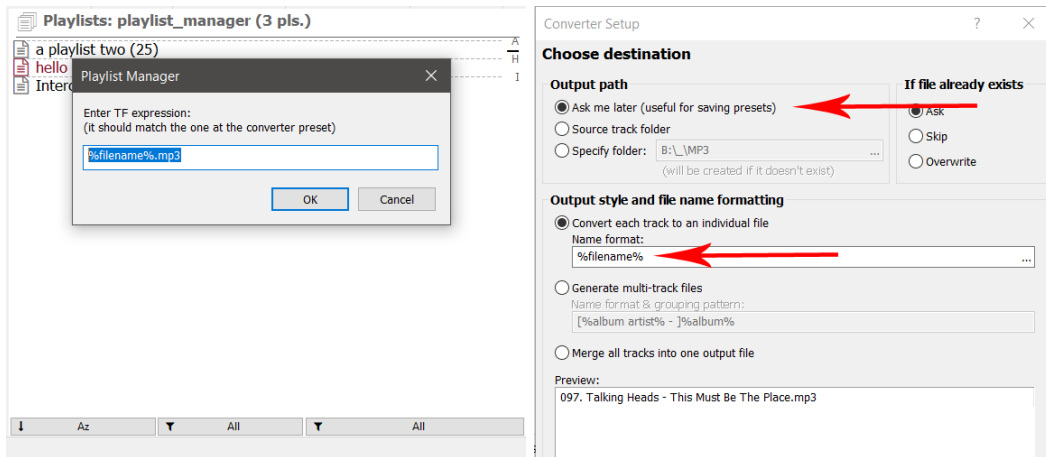 Playlists: playlist_manager (3 pls.)
a playlist two (25)
hello
Interd
A
H
I
Playlist Manager
Enter TF expression:
(it should match the one at the converter preset)
%filename%.mp3
OK
Cancel
Az
All
All
Converter Setup
?
Choose destination
Output path
Ask me later (useful for saving presets)
Source track folder
Specify folder:
B:\_\MP3
...
(will be created if it doesn't exist)
If file already exists
Ask
Skip
Overwrite
Output style and file name formatting
Convert each track to an individual file
Name format:
%filename%
...
Generate multi-track files
Name format & grouping pattern:
[%album artist% - ]%album%
Merge all tracks into one output file
Preview:
097. Talking Heads - This Must Be The Place.mp3